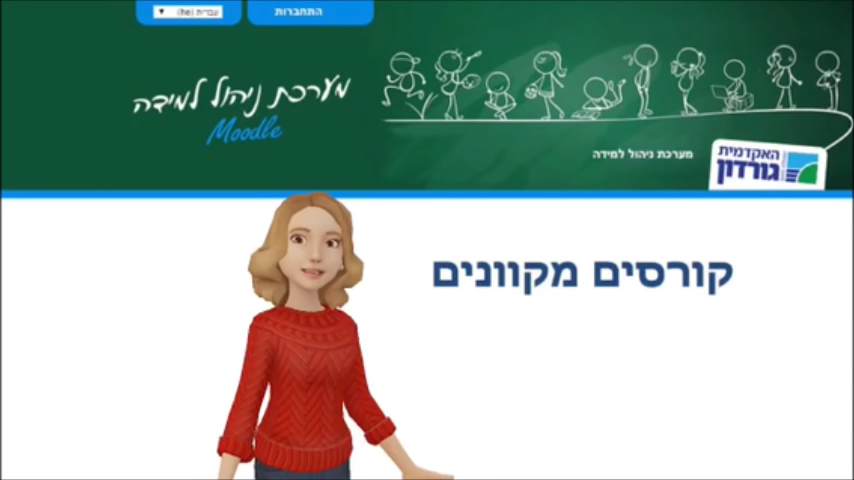 התחברות
עברית (he)
מערכת ניהול למידה
Moodle
מערכת ניהול למידה
האקדמית
גורדון
קורסים מקוונים